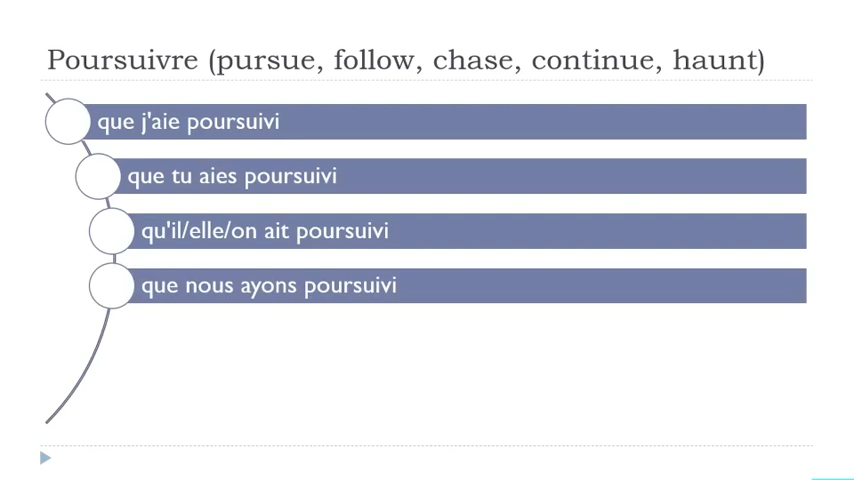 Poursuivre (pursue, follow, chase, continue, haunt)
que j'aie poursuivi
que tu aies poursuivi
qu'il/elle/on ait poursuivi
que nous ayons poursuivi